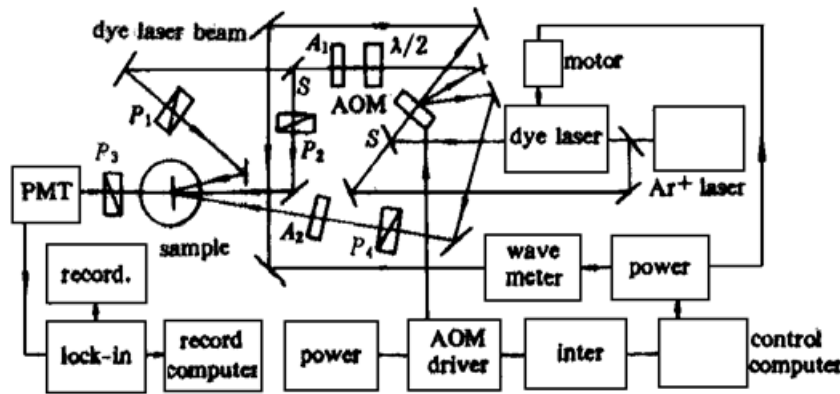 dye laser beam
A₁
λ/2
motor
S
AOM
P₁
P₂
S
dye laser
Ar⁺ laser
P₃
PMT
sample
A₂
P₄
wave
meter
power
record.
lock-in
record
computer
power
AOM
driver
inter
control
computer